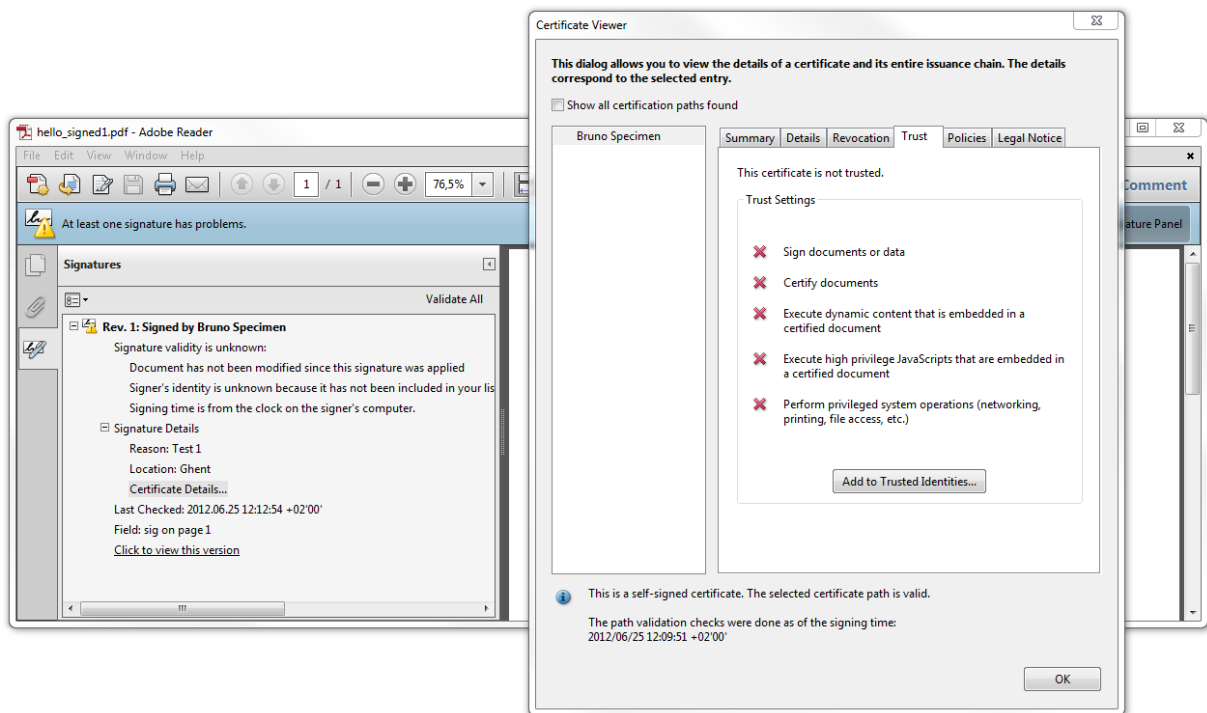 Certificate Viewer
This dialog allows you to view the details of a certificate and its entire issuance chain. The details
correspond to the selected entry.
Show all certification paths found
Bruno Specimen
Summary Details Revocation Trust Policies Legal Notice
This certificate is not trusted.
Trust Settings
Sign documents or data
Certify documents
Execute dynamic content that is embedded in a
certified document
Execute high privilege JavaScripts that are embedded in
a certified document
Perform privileged system operations (networking,
printing, file access, etc.)
Add to Trusted Identities...
This is a self-signed certificate. The selected certificate path is valid.
The path validation checks were done as of the signing time:
2012/06/25 12:09:51 +02'00'
OK
hello_signed1.pdf - Adobe Reader
File Edit View Window Help
1 / 1 76,5%
Comment
At least one signature has problems.
ature Panel
Signatures
Validate All
Rev. 1: Signed by Bruno Specimen
Signature validity is unknown:
Document has not been modified since this signature was applied
Signer's identity is unknown because it has not been included in your lis
Signing time is from the clock on the signer's computer.
Signature Details
Reason: Test 1
Location: Ghent
Certificate Details...
Last Checked: 2012.06.25 12:12:54 +02'00'
Field: sig on page 1
Click to view this version